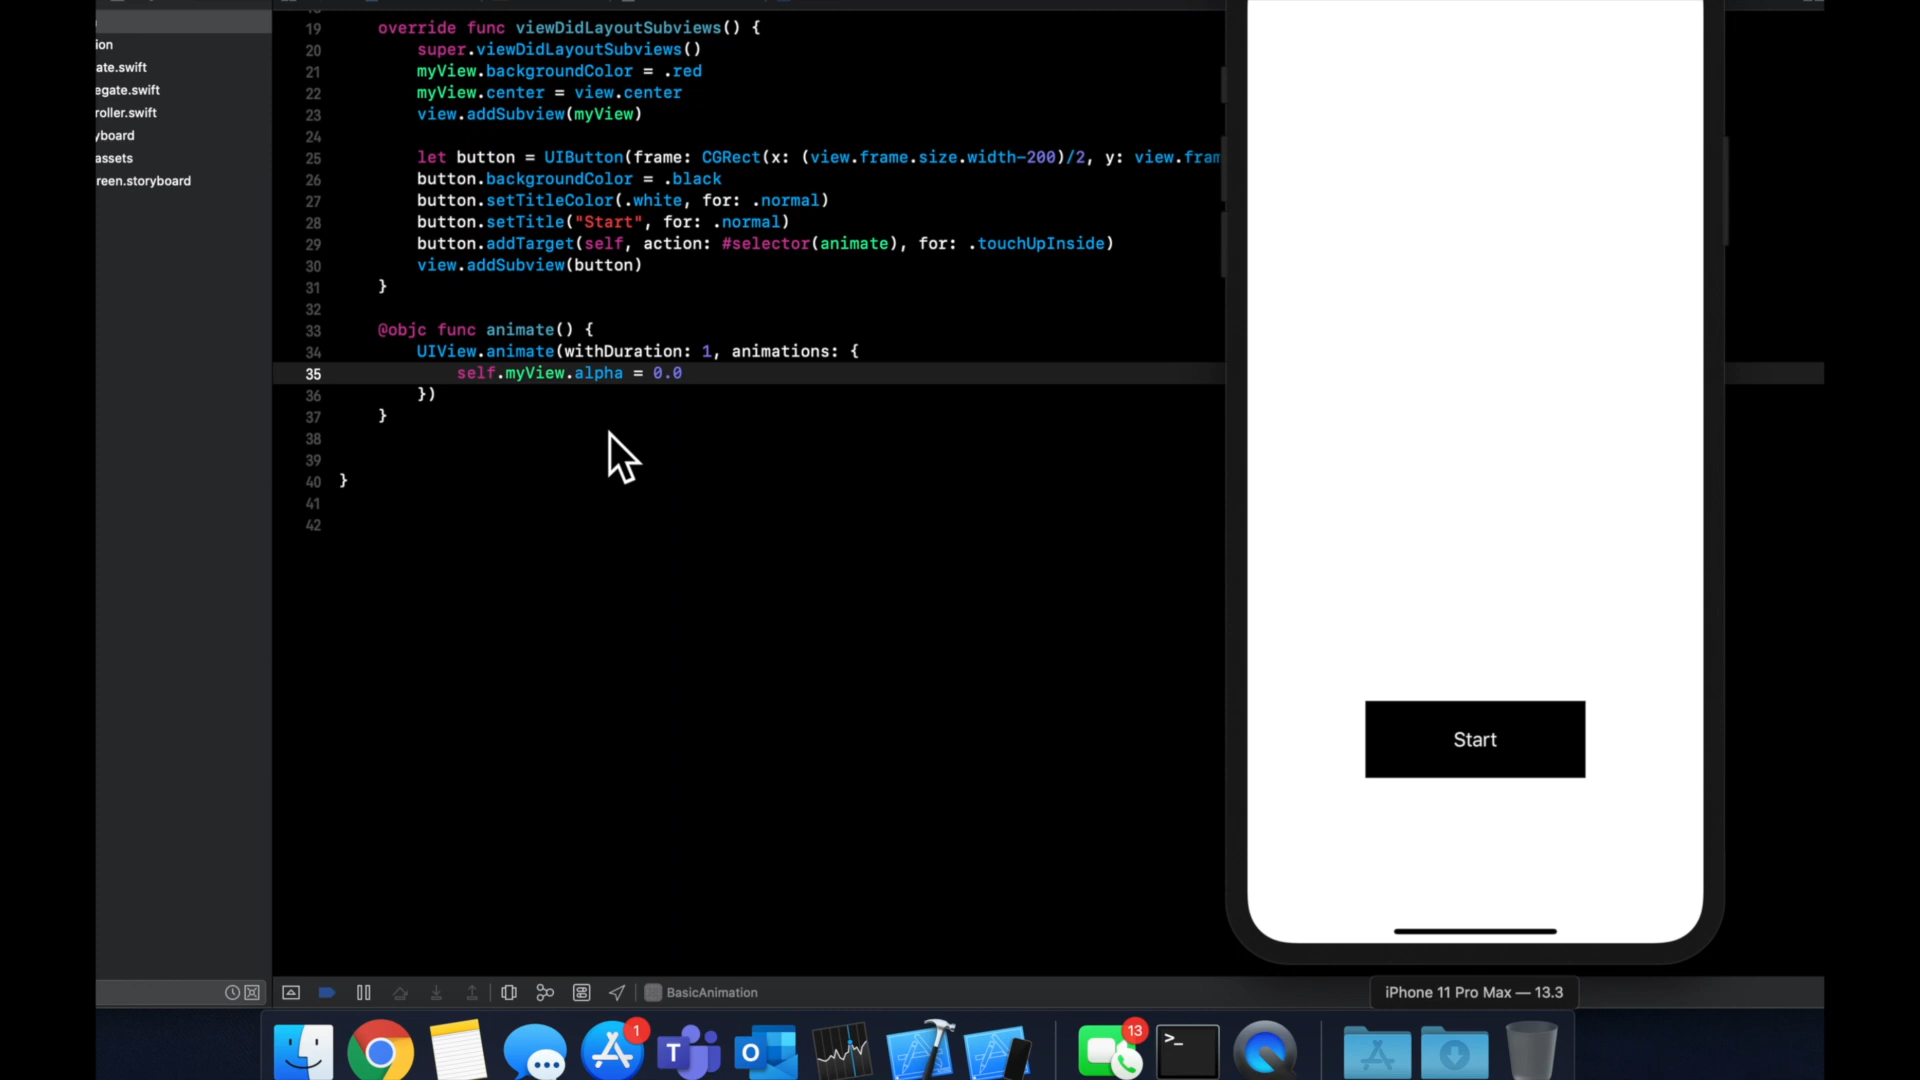 ion
ate.swift
egate.swift
roller.swift
yboard
assets
reen.storyboard
19 override func viewDidLayoutSubviews() {
20 super.viewDidLayoutSubviews()
21 myView.backgroundColor = .red
22 myView.center = view.center
23 view.addSubview(myView)
24
25 let button = UIButton(frame: CGRect(x: (view.frame.size.width-200)/2, y: view.fram
26 button.backgroundColor = .black
27 button.setTitleColor(.white, for: .normal)
28 button.setTitle("Start", for: .normal)
29 button.addTarget(self, action: #selector(animate), for: .touchUpInside)
30 view.addSubview(button)
31 }
32
33 @objc func animate() {
34 UIView.animate(withDuration: 1, animations: {
35 self.myView.alpha = 0.0
36 })
37 }
38
39
40 }
41
42
Start
BasicAnimation
iPhone 11 Pro Max — 13.3
1
13
T
O
>_